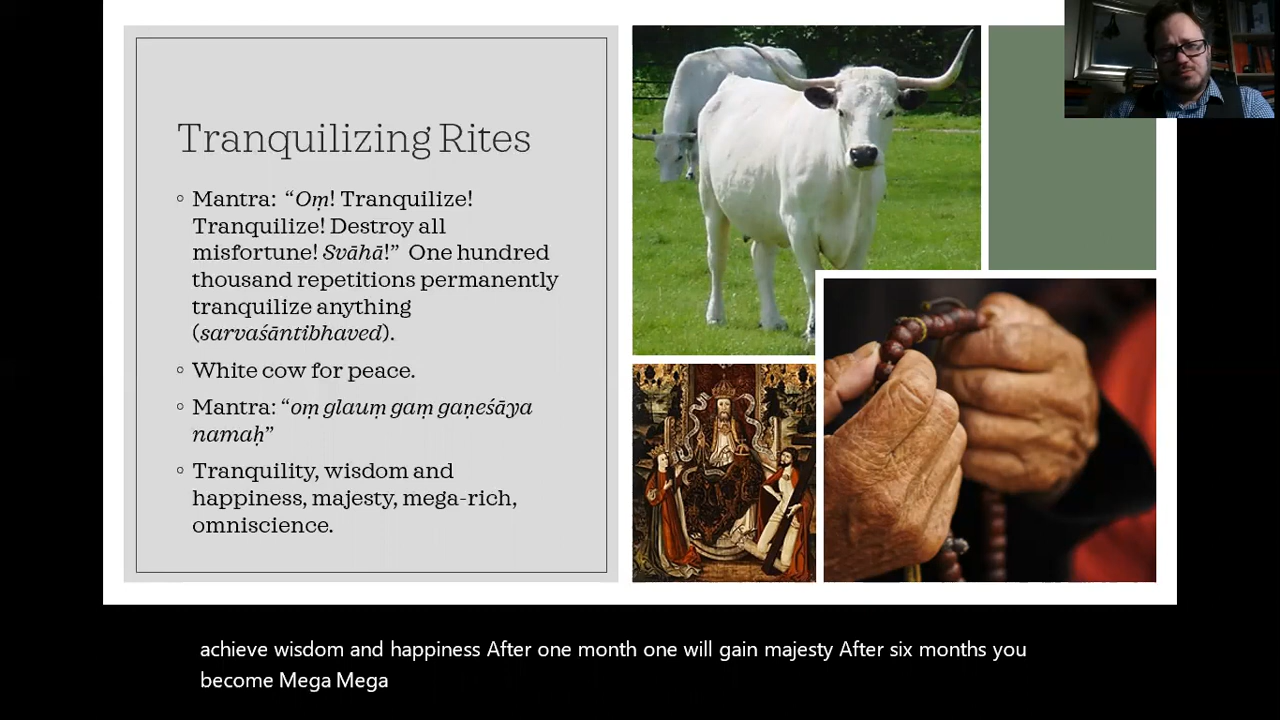 Tranquilizing Rites
Mantra: “Oṃ! Tranquilize!
Tranquilize! Destroy all
misfortune! Svāhā!” One hundred
thousand repetitions permanently
tranquilize anything
(sarvaśāntibhaved).
White cow for peace.
Mantra: “oṃ glauṃ gaṃ gaṇeśāya
namaḥ”
Tranquility, wisdom and
happiness, majesty, mega-rich,
omniscience.
achieve wisdom and happiness After one month one will gain majesty After six months you
become Mega Mega